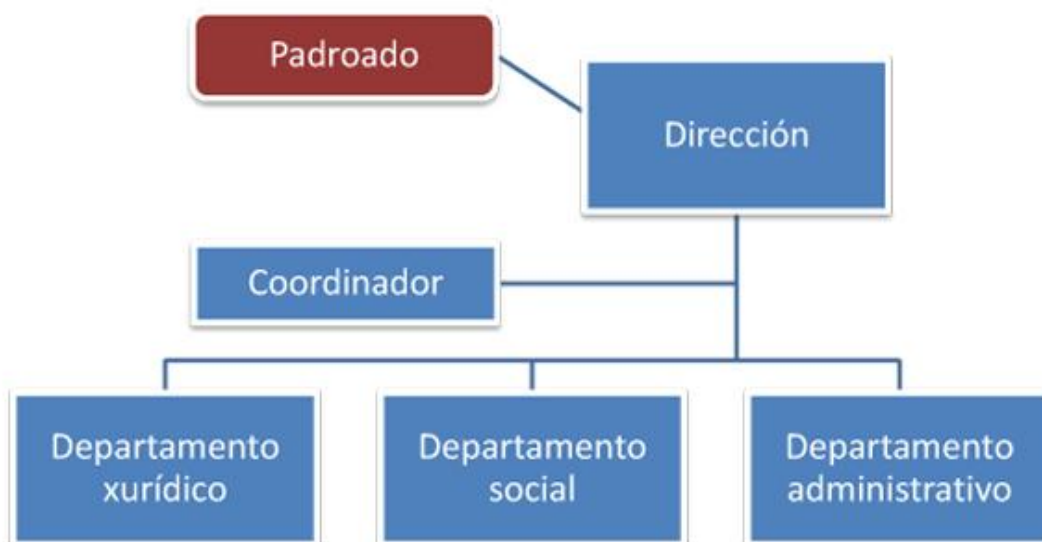 Padroado
Dirección
Coordinador
Departamento
xurídico
Departamento
social
Departamento
administrativo